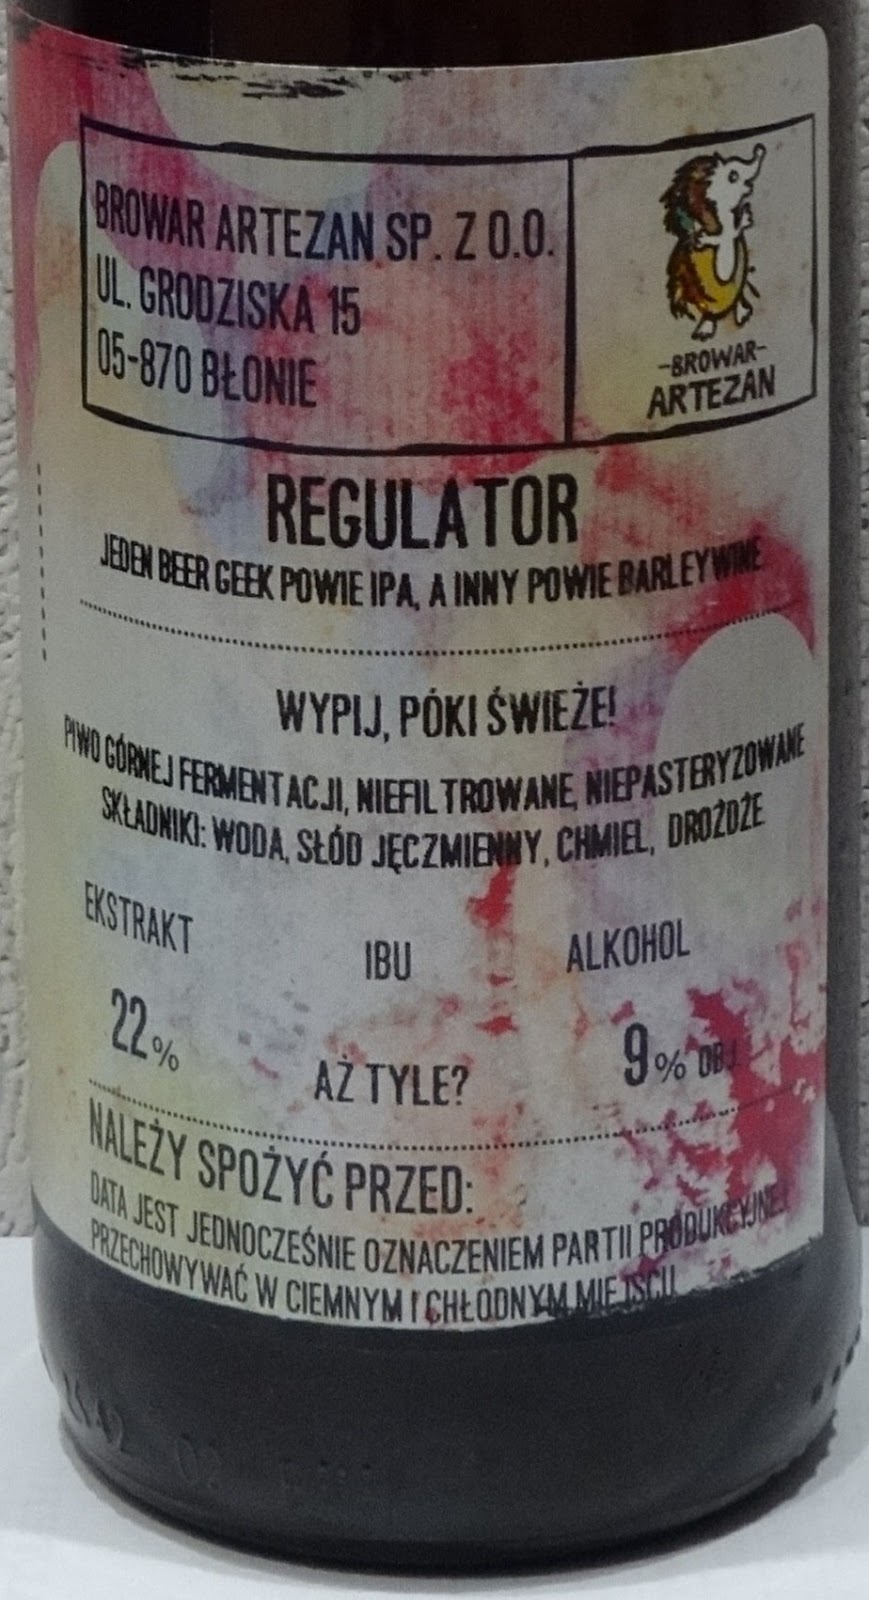 BROWAR ARTEZAN SP. Z O.O.
UL. GRODZISKA 15
05-870 BŁONIE
-BROWAR-
ARTEZAN
REGULATOR
JEDEN BEER GEEK POWIE IPA, A INNY POWIE BARLEYWINE
WYPIJ, PÓKI ŚWIEŻE!
PIWO GÓRNEJ FERMENTACJI, NIEFILTROWANE, NIEPASTERYZOWANE
SKŁADNIKI: WODA, SŁÓD JĘCZMIENNY, CHMIEL, DROŻDŻE
EKSTRAKT IBU ALKOHOL
22% AŻ TYLE? 9% OBJ
NALEŻY SPOŻYĆ PRZED:
DATA JEST JEDNOCZEŚNIE OZNACZENIEM PARTII PRODUKCYJNEJ
PRZECHOWYWAĆ W CIEMNYM I CHŁODNYM MIEJSCU